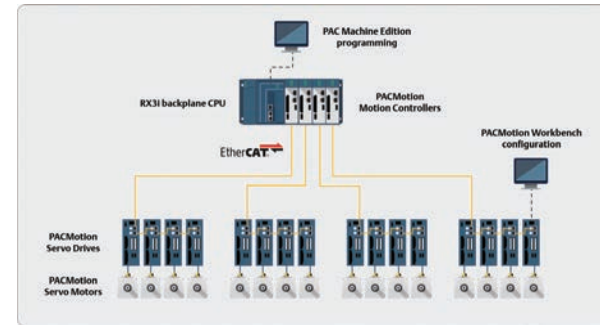 PAC Machine Edition
programming
RX3i backplane CPU
PACMotion
Motion Controllers
EtherCAT
PACMotion Workbench
configuration
PACMotion
Servo Drives
PACMotion
Servo Motors